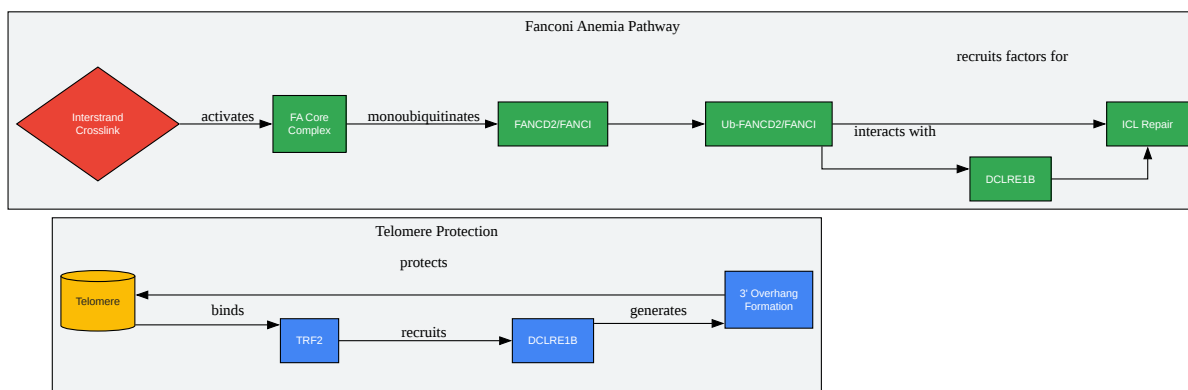 Fanconi Anemia Pathway
recruits factors for
Interstrand
Crosslink
activates
FA Core
Complex
monoubiquitinates
FANCD2/FANCI
Ub-FANCD2/FANCI
interacts with
ICL Repair
DCLRE1B
Telomere Protection
protects
Telomere
binds
TRF2
recruits
DCLRE1B
generates
3' Overhang
Formation